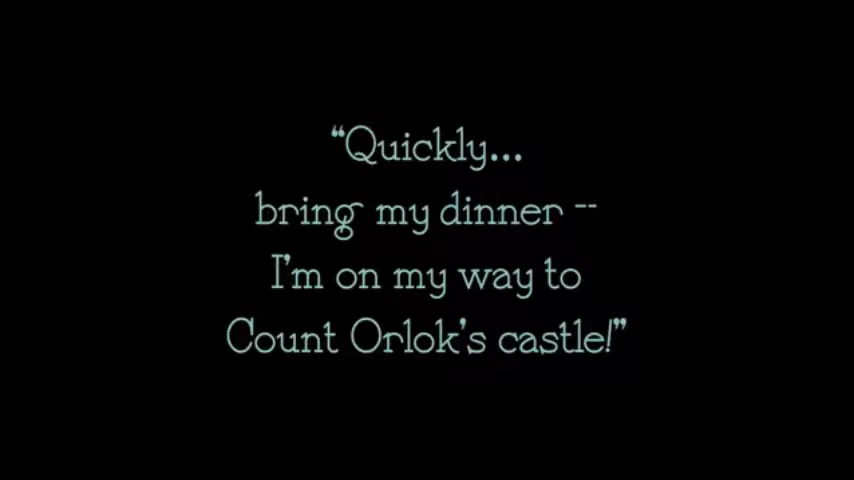 “Quickly...
bring my dinner --
I’m on my way to
Count Orlok’s castle!”